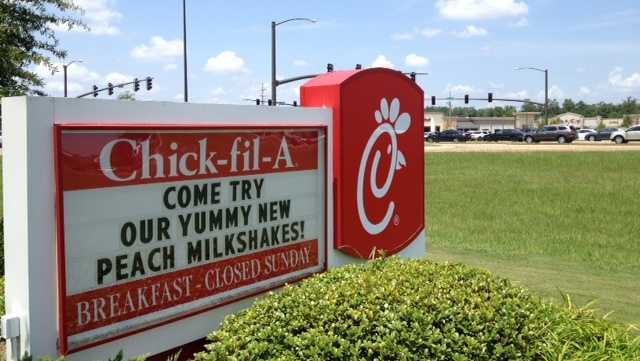 Chick-fil-A
COME TRY
OUR YUMMY NEW
PEACH MILKSHAKES!
BREAKFAST - CLOSED SUNDAY
C
®